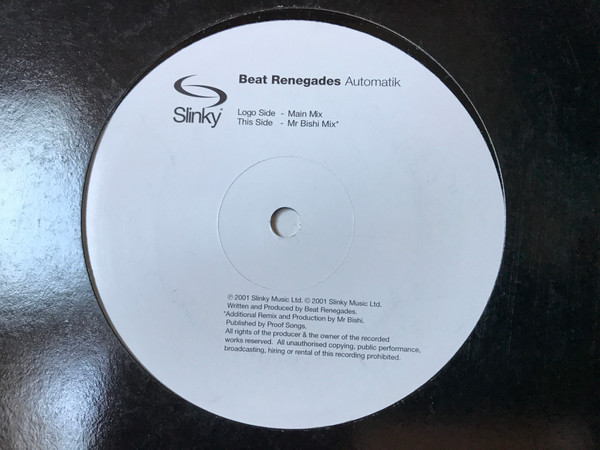 Beat Renegades Automatik
Slinky
Logo Side - Main Mix
This Side - Mr Bishi Mix*
℗ 2001 Slinky Music Ltd. © 2001 Slinky Music Ltd.
Written and Produced by Beat Renegades.
*Additional Remix and Production by Mr Bishi.
Published by Proof Songs.
All rights of the producer & the owner of the recorded
works reserved. All unauthorised copying, public performance,
broadcasting, hiring or rental of this recording prohibited.